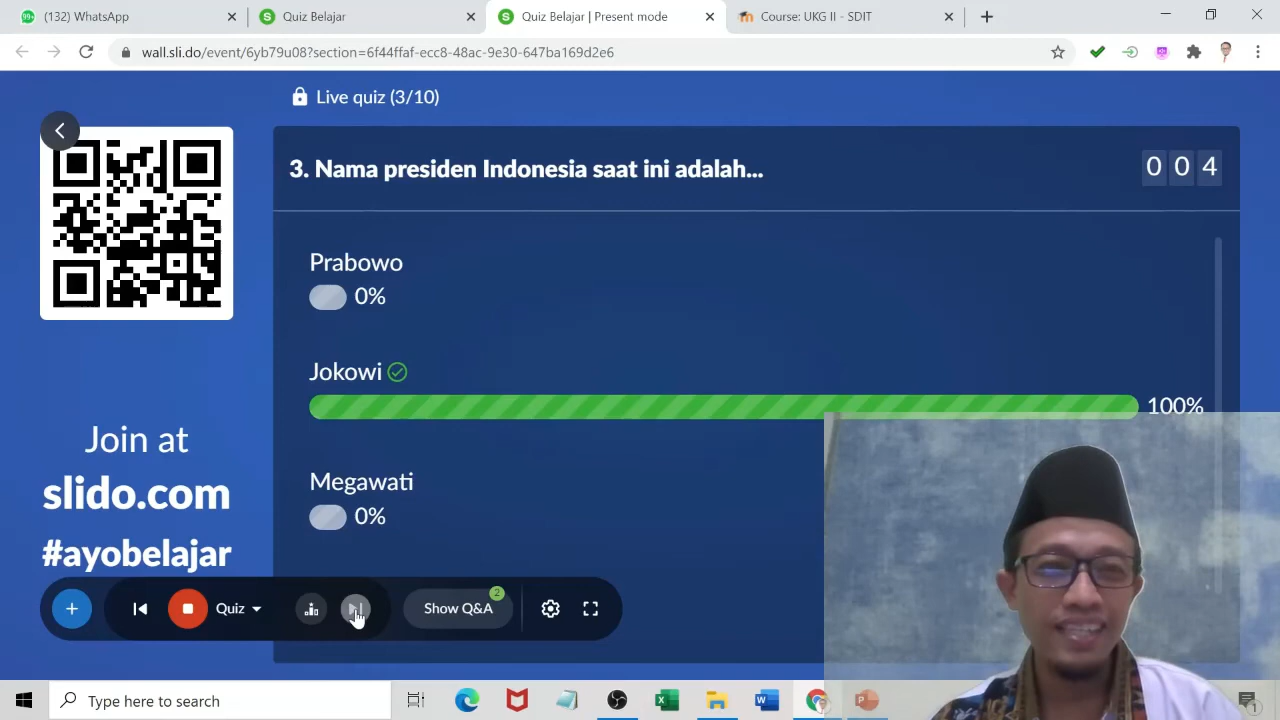 (132) WhatsApp
Quiz Belajar
Quiz Belajar | Present mode
Course: UKG II - SDIT
wall.sli.do/event/6yb79u08?section=6f44ffaf-ecc8-48ac-9e30-647ba169d2e6
Live quiz (3/10)
3. Nama presiden Indonesia saat ini adalah...
0 0 4
Prabowo
0%
Jokowi
100%
Megawati
0%
Join at
slido.com
#ayobelajar
Quiz
Show Q&A
2
Type here to search